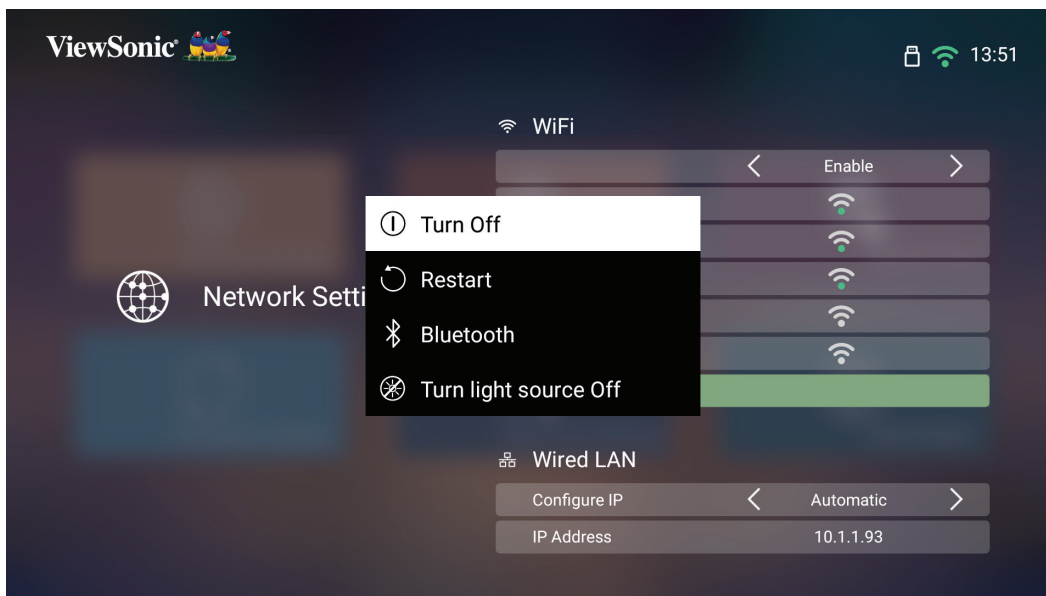 ViewSonic®
13:51
WiFi
Enable
Turn Off
Restart
Network Setti
Bluetooth
Turn light source Off
Wired LAN
Configure IP
Automatic
IP Address
10.1.1.93